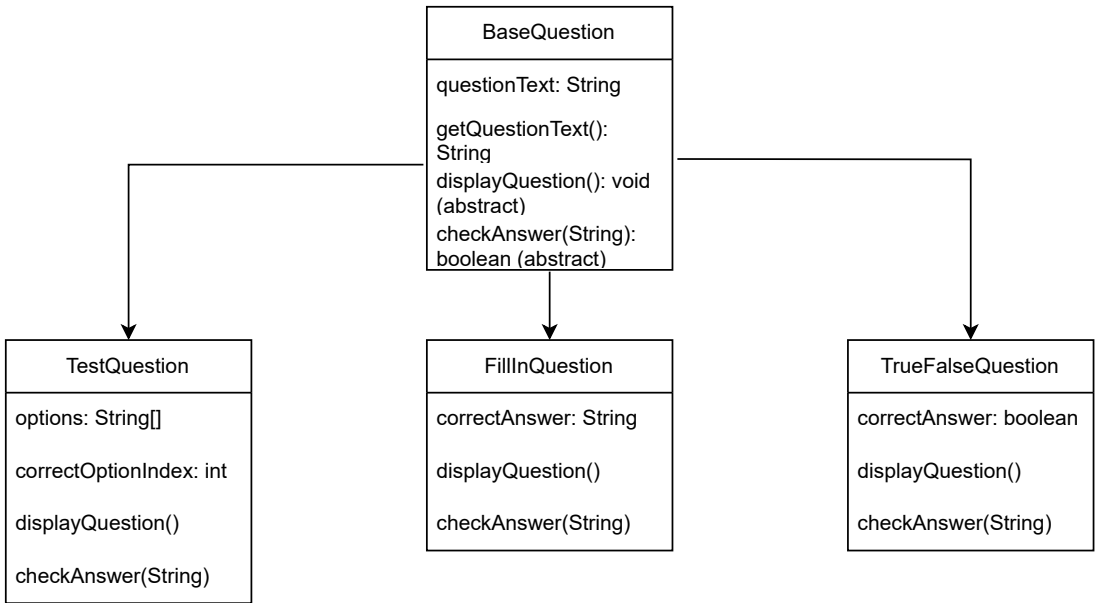 BaseQuestion
questionText: String
getQuestionText():
String
displayQuestion(): void
(abstract)
checkAnswer(String):
boolean (abstract)
TestQuestion
options: String[]
correctOptionIndex: int
displayQuestion()
checkAnswer(String)
FillInQuestion
correctAnswer: String
displayQuestion()
checkAnswer(String)
TrueFalseQuestion
correctAnswer: boolean
displayQuestion()
checkAnswer(String)